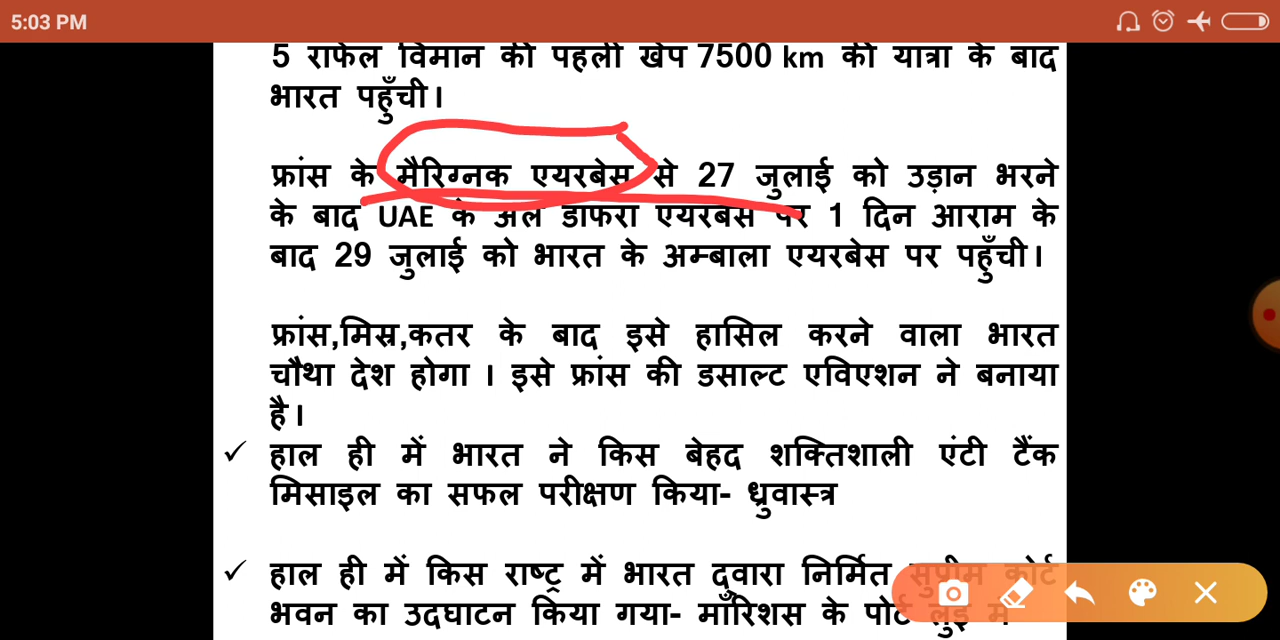 5:03 PM
5 राफेल विमान की पहली खेप 7500 km की यात्रा के बाद
भारत पहुँची।
फ्रांस के मैरिग्नक एयरबेस से 27 जुलाई को उड़ान भरने
के बाद UAE के अल डाफरा एयरबेस पर 1 दिन आराम के
बाद 29 जुलाई को भारत के अम्बाला एयरबेस पर पहुँची।
फ्रांस,मिस्र,कतर के बाद इसे हासिल करने वाला भारत
चौथा देश होगा । इसे फ्रांस की डसाल्ट एविएशन ने बनाया
है।
✓ हाल ही में भारत ने किस बेहद शक्तिशाली एंटी टैंक
मिसाइल का सफल परीक्षण किया- ध्रुवास्त्र
✓ हाल ही में किस राष्ट्र में भारत दुवारा निर्मित सुप्रीम कोर्ट
भवन का उदघाटन किया गया- मॉरिशस के पोर्ट लुइ में